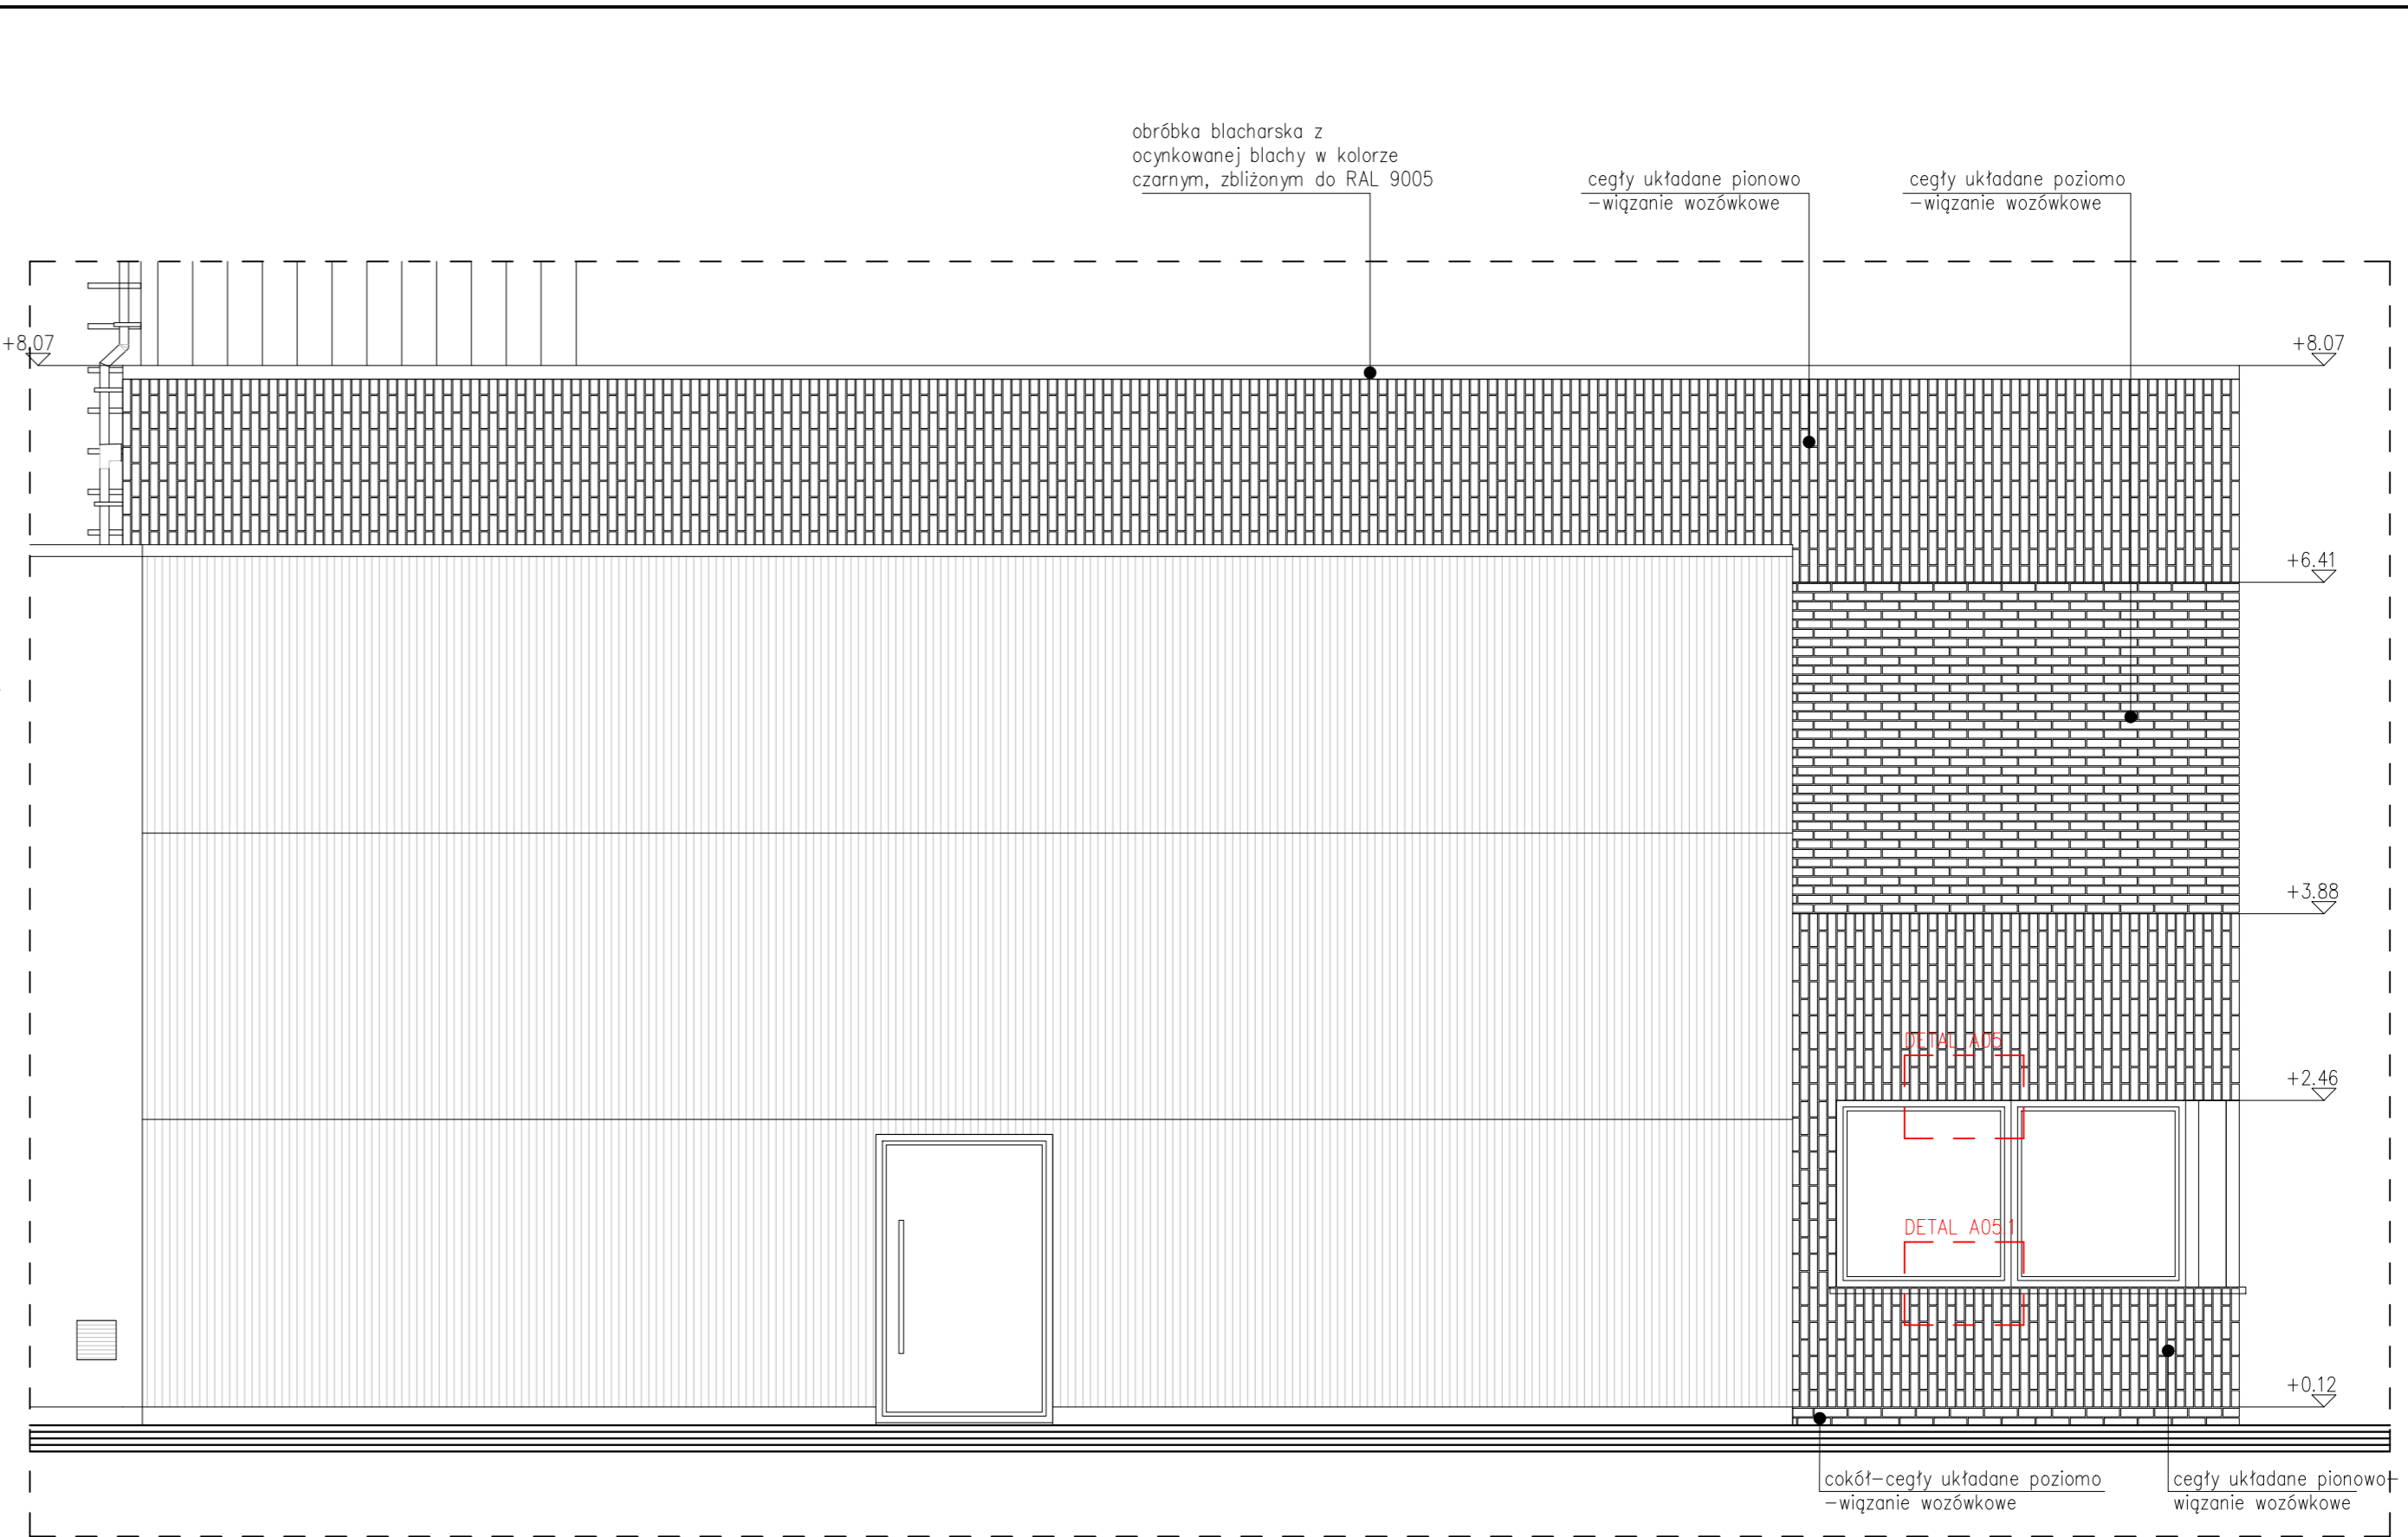 obróbka blacharska z
ocynkowanej blachy w kolorze
czarnym, zbliżonym do RAL 9005
cegły układane pionowo
-wiązanie wozówkowe
cegły układane poziomo
-wiązanie wozówkowe
+8.07
+8.07
+6.41
+3.88
DETAL A05
+2.46
DETAL A05.1
+0.12
cokół-cegły układane poziomo
-wiązanie wozówkowe
cegły układane pionowo-
wiązanie wozówkowe